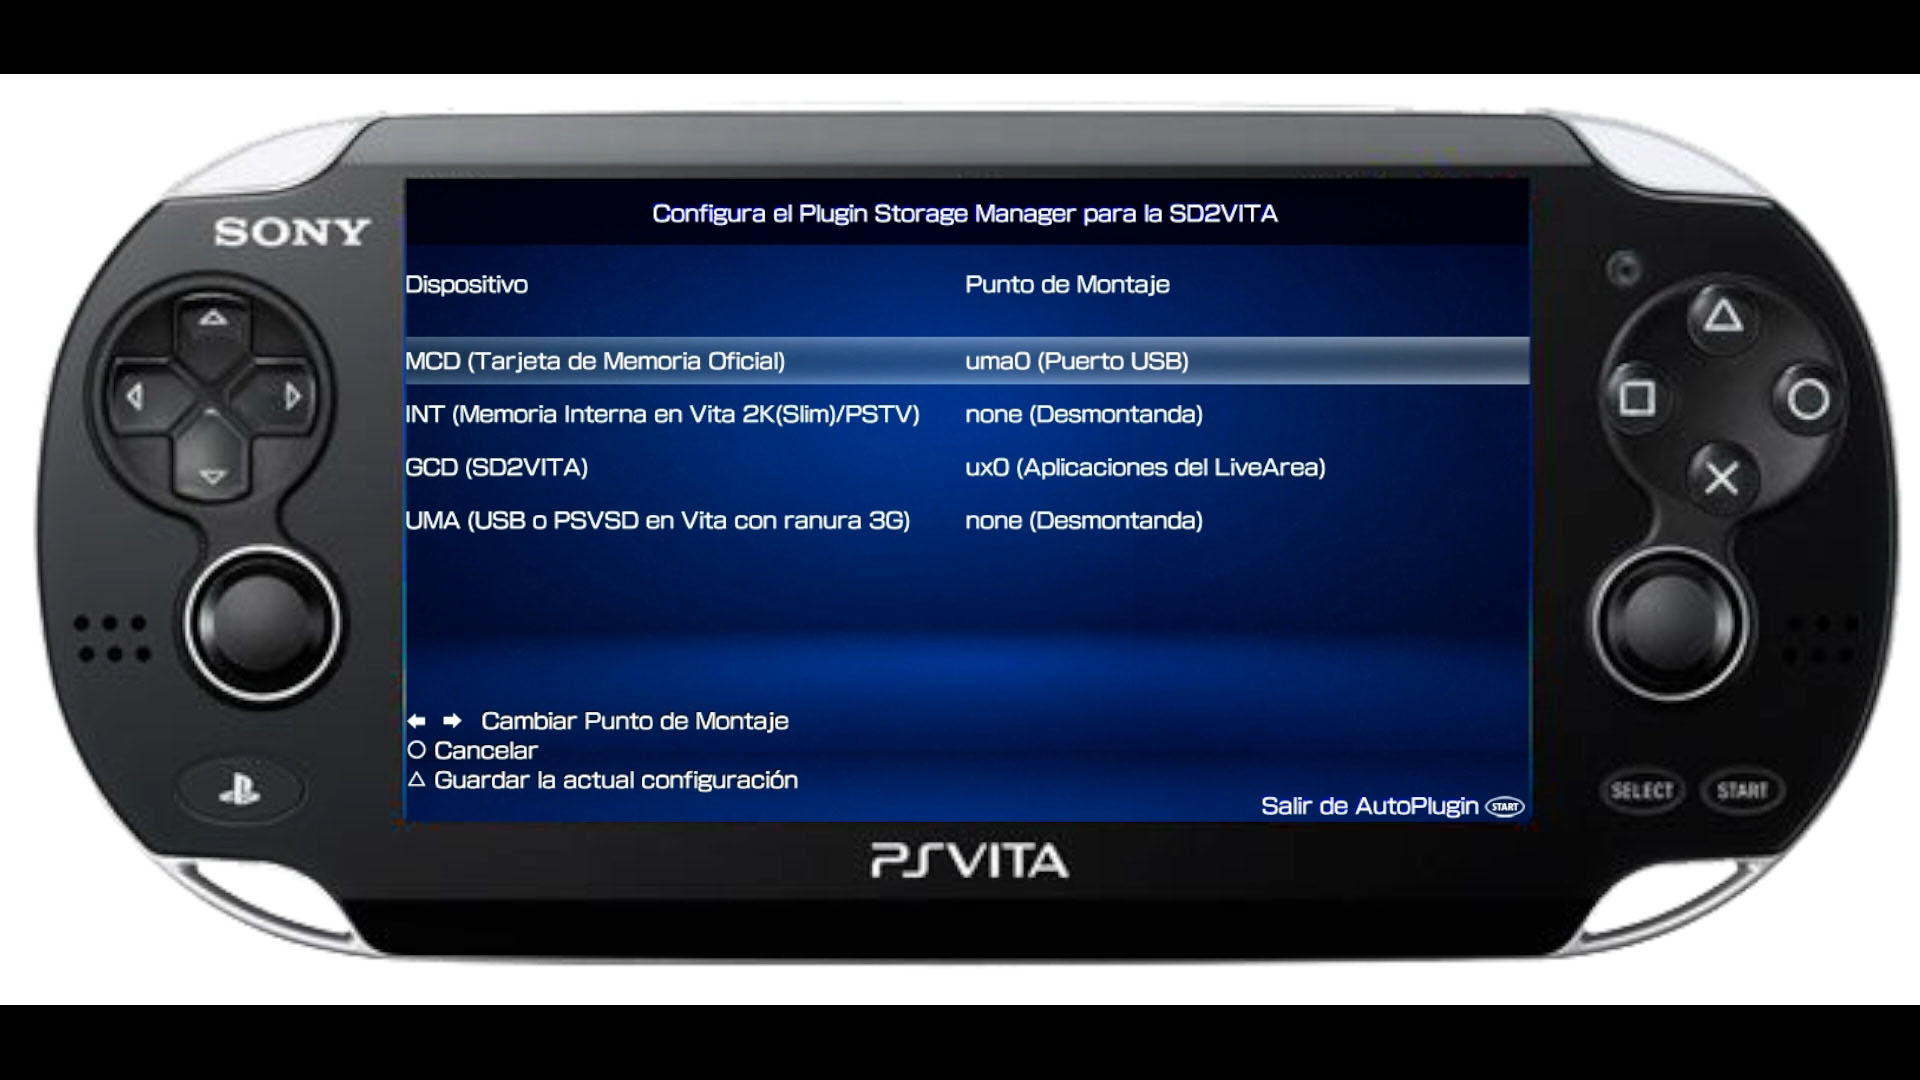 Configura el Plugin Storage Manager para la SD2VITA
SONY
Dispositivo Punto de Montaje
MCD (Tarjeta de Memoria Oficial) uma0 (Puerto USB)
INT (Memoria Interna en Vita 2K(Slim)/PSTV) none (Desmontanda)
GCD (SD2VITA) ux0 (Aplicaciones del LiveArea)
UMA (USB o PSVSD en Vita con ranura 3G) none (Desmontanda)
Cambiar Punto de Montaje
Cancelar
Guardar la actual configuración
Salir de AutoPlugin START
SELECT START
PSVITA